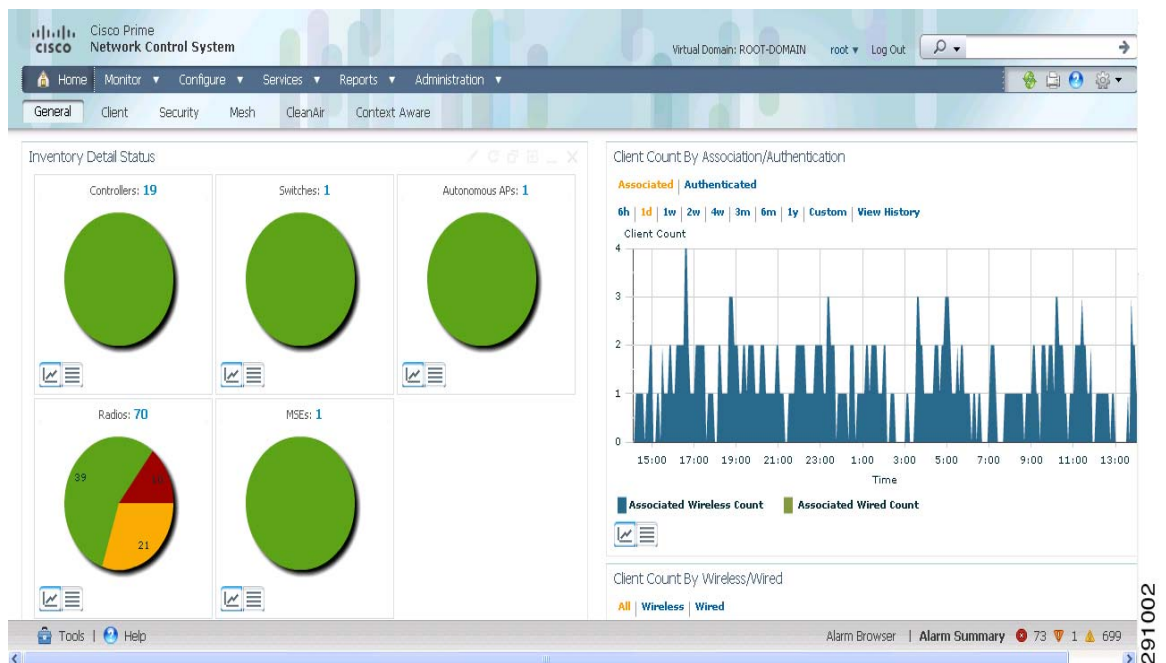 Cisco Prime
CISCO Network Control System
Virtual Domain: ROOT-DOMAIN root Log Out
Home Monitor Configure Services Reports Administration
General Client Security Mesh CleanAir Context Aware
Inventory Detail Status
Controllers: 19
Switches: 1
Autonomous APs: 1
Radios: 70
39
10
21
MSEs: 1
Client Count By Association/Authentication
Associated | Authenticated
6h | 1d | 1w | 2w | 4w | 3m | 6m | 1y | Custom | View History
Client Count
4
3
2
1
0
15:00 17:00 19:00 21:00 23:00 1:00 3:00 5:00 7:00 9:00 11:00 13:00
Time
Associated Wireless Count Associated Wired Count
Client Count By Wireless/Wired
All | Wireless | Wired
Tools | Help
Alarm Browser | Alarm Summary 73 1 699
291002